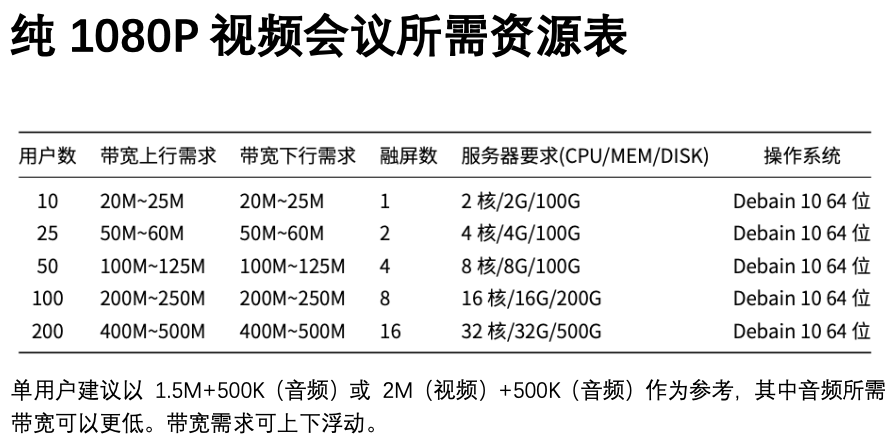 纯 1080P 视频会议所需资源表
用户数 带宽上行需求 带宽下行需求 融屏数 服务器要求(CPU/MEM/DISK) 操作系统
10 20M~25M 20M~25M 1 2 核/2G/100G Debain 10 64 位
25 50M~60M 50M~60M 2 4 核/4G/100G Debain 10 64 位
50 100M~125M 100M~125M 4 8 核/8G/100G Debain 10 64 位
100 200M~250M 200M~250M 8 16 核/16G/200G Debain 10 64 位
200 400M~500M 400M~500M 16 32 核/32G/500G Debain 10 64 位
单用户建议以 1.5M+500K（音频）或 2M（视频）+500K（音频）作为参考，其中音频所需
带宽可以更低。带宽需求可上下浮动。